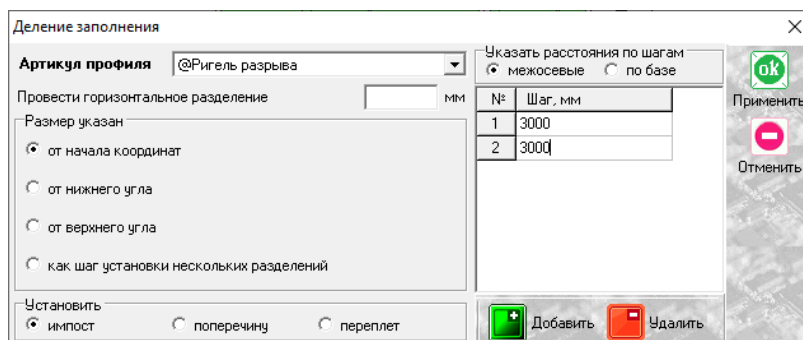 Деление заполнения
Артикул профиля @Ригель разрыва
Провести горизонтальное разделение мм
Размер указан
от начала координат
от нижнего угла
от верхнего угла
как шаг установки нескольких разделений
Установить
импост поперечину переплет
Указать расстояния по шагам
межосевые по базе
№ Шаг, мм
1 3000
2 3000
Добавить Удалить
ok
Применить
Отменить